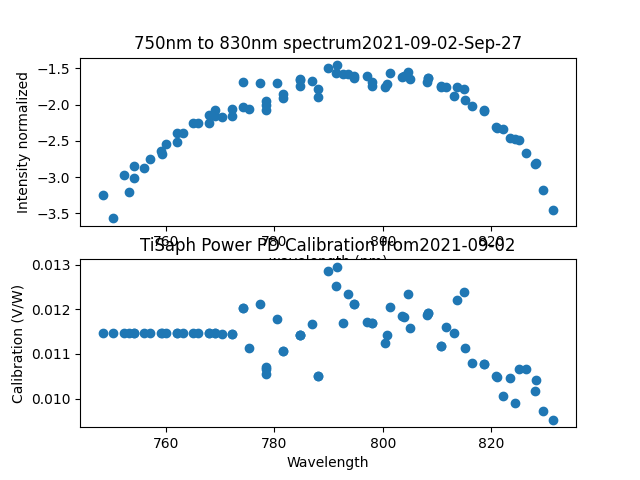 750nm to 830nm spectrum2021-09-02-Sep-27
Intensity normalized
−1.5
−2.0
−2.5
−3.0
−3.5
760 780 800 820
wavelength (nm)
TiSaph Power PD Calibration from2021-09-02
Calibration (V/W)
0.013
0.012
0.011
0.010
760 780 800 820
Wavelength